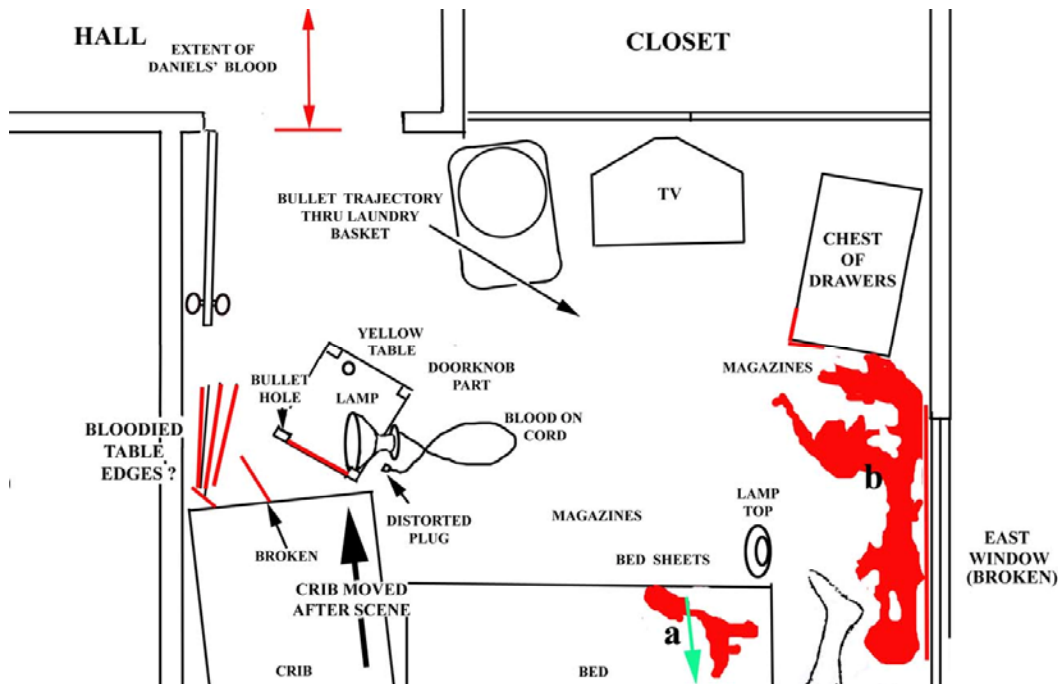 HALL
EXTENT OF
DANIELS' BLOOD
CLOSET
BULLET TRAJECTORY
THRU LAUNDRY
BASKET
TV
CHEST
OF
DRAWERS
YELLOW
TABLE
DOORKNOB
PART
MAGAZINES
BULLET
HOLE
LAMP
BLOOD ON
CORD
BLOODIED
TABLE
EDGES ?
b
LAMP
TOP
DISTORTED
PLUG
MAGAZINES
BROKEN
BED SHEETS
EAST
WINDOW
(BROKEN)
CRIB MOVED
AFTER SCENE
a
CRIB
BED